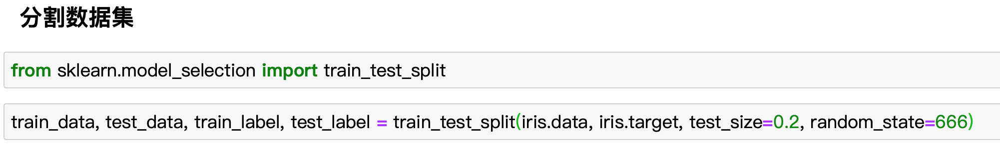 分割数据集
from sklearn.model_selection import train_test_split
train_data, test_data, train_label, test_label = train_test_split(iris.data, iris.target, test_size=0.2, random_state=666)